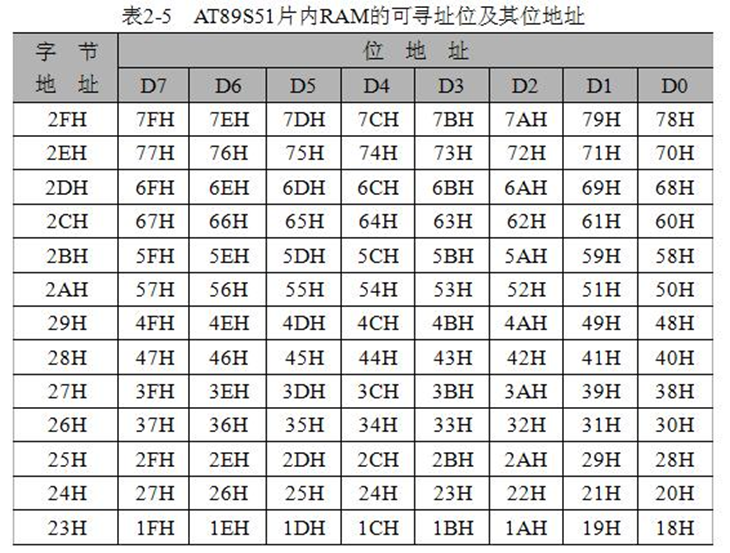 表2-5 AT89S51片内RAM的可寻址位及其位地址
字 节 地 址 位 地 址
D7 D6 D5 D4 D3 D2 D1 D0
2FH 7FH 7EH 7DH 7CH 7BH 7AH 79H 78H
2EH 77H 76H 75H 74H 73H 72H 71H 70H
2DH 6FH 6EH 6DH 6CH 6BH 6AH 69H 68H
2CH 67H 66H 65H 64H 63H 62H 61H 60H
2BH 5FH 5EH 5DH 5CH 5BH 5AH 59H 58H
2AH 57H 56H 55H 54H 53H 52H 51H 50H
29H 4FH 4EH 4DH 4CH 4BH 4AH 49H 48H
28H 47H 46H 45H 44H 43H 42H 41H 40H
27H 3FH 3EH 3DH 3CH 3BH 3AH 39H 38H
26H 37H 36H 35H 34H 33H 32H 31H 30H
25H 2FH 2EH 2DH 2CH 2BH 2AH 29H 28H
24H 27H 26H 25H 24H 23H 22H 21H 20H
23H 1FH 1EH 1DH 1CH 1BH 1AH 19H 18H